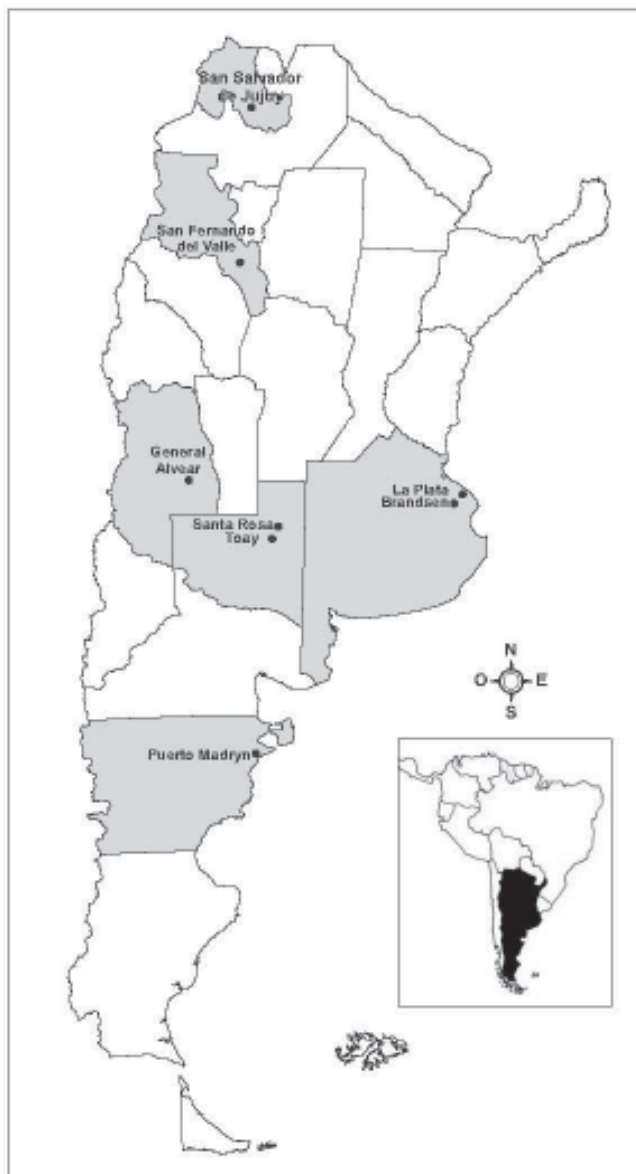 San Salvador
de Jujuy
San Fernando
del Valle
General
Alvear
La Plata
Brandsen
Santa Rosa
Toay
N
O E
S
Puerto Madryn